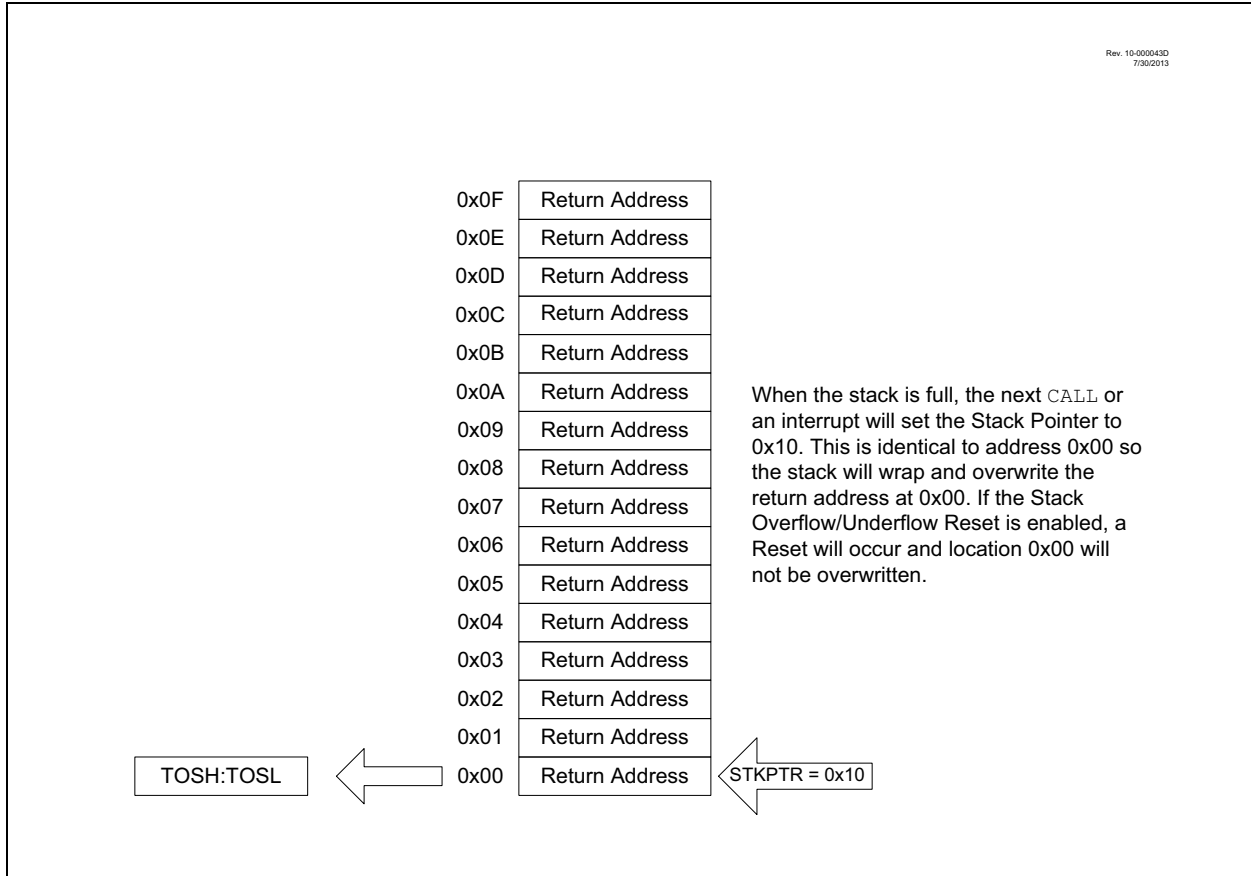 Rev. 10-000043D
7/30/2013
0x0F Return Address
0x0E Return Address
0x0D Return Address
0x0C Return Address
0x0B Return Address
0x0A Return Address
0x09 Return Address
0x08 Return Address
0x07 Return Address
0x06 Return Address
0x05 Return Address
0x04 Return Address
0x03 Return Address
0x02 Return Address
0x01 Return Address
TOSH:TOSL 0x00 Return Address STKPTR = 0x10
When the stack is full, the next CALL or
an interrupt will set the Stack Pointer to
0x10. This is identical to address 0x00 so
the stack will wrap and overwrite the
return address at 0x00. If the Stack
Overflow/Underflow Reset is enabled, a
Reset will occur and location 0x00 will
not be overwritten.